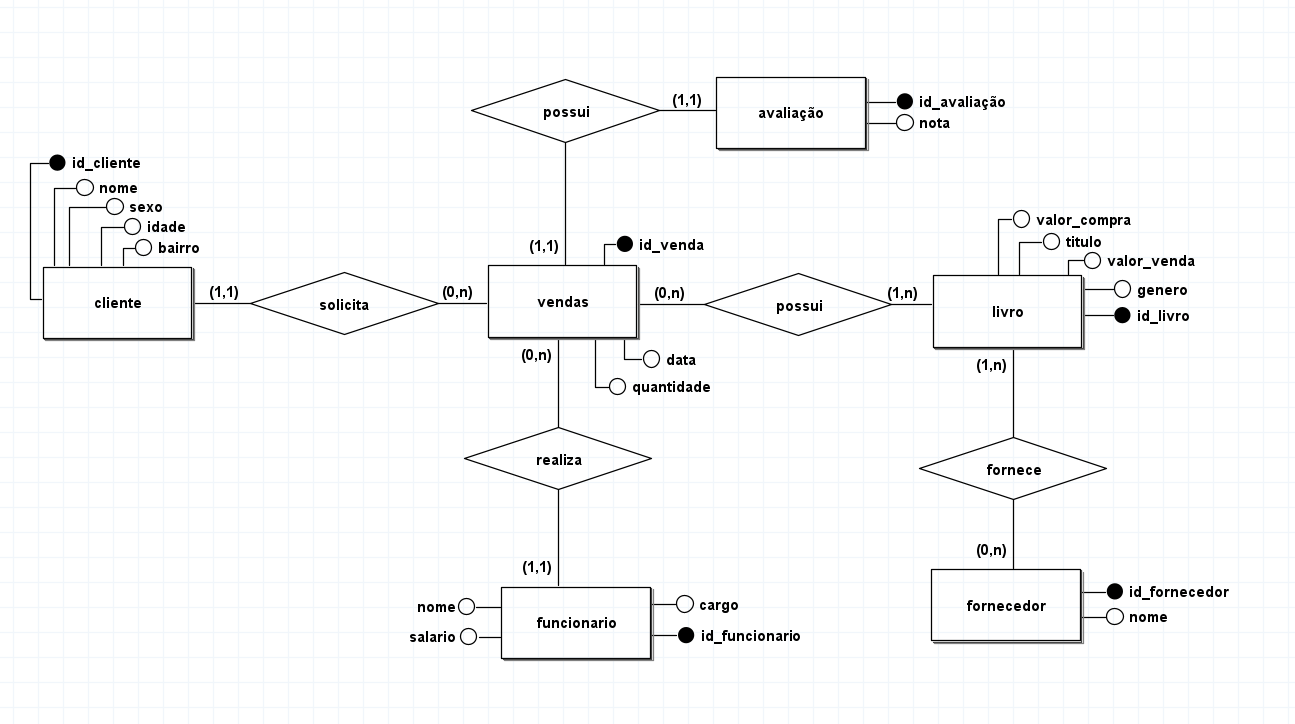 possui
(1,1)
avaliação
id_avaliação
nota
(1,1)
id_cliente
nome
sexo
idade
bairro
cliente
(1,1)
solicita
(0,n)
vendas
id_venda
data
quantidade
(0,n)
possui
(1,n)
livro
valor_compra
titulo
valor_venda
genero
id_livro
(0,n)
realiza
(1,1)
funcionario
nome
salario
cargo
id_funcionario
(1,n)
fornece
(0,n)
fornecedor
id_fornecedor
nome